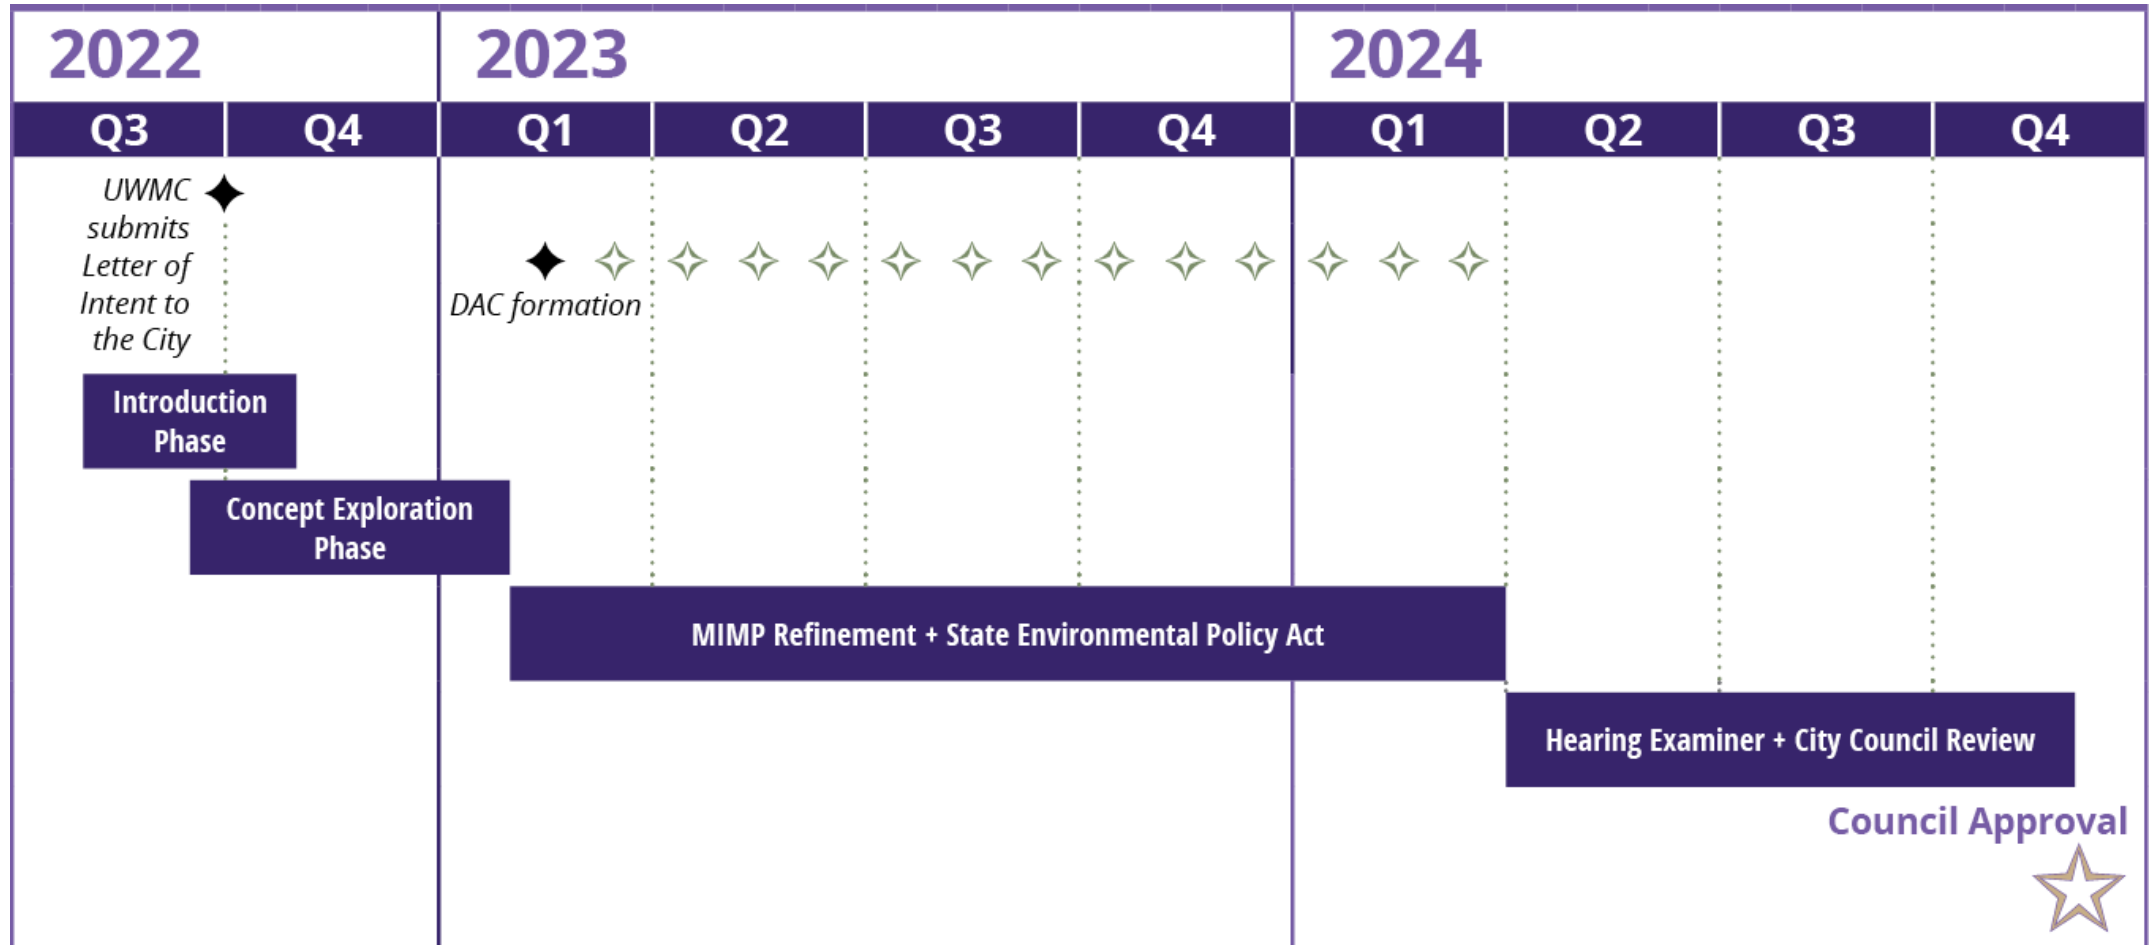 2022
2023
2024
Q3
Q4
Q1
Q2
Q3
Q4
Q1
Q2
Q3
Q4
UWMC
submits
Letter of
Intent to
the City
DAC formation
Introduction
Phase
Concept Exploration
Phase
MIMP Refinement + State Environmental Policy Act
Hearing Examiner + City Council Review
Council Approval